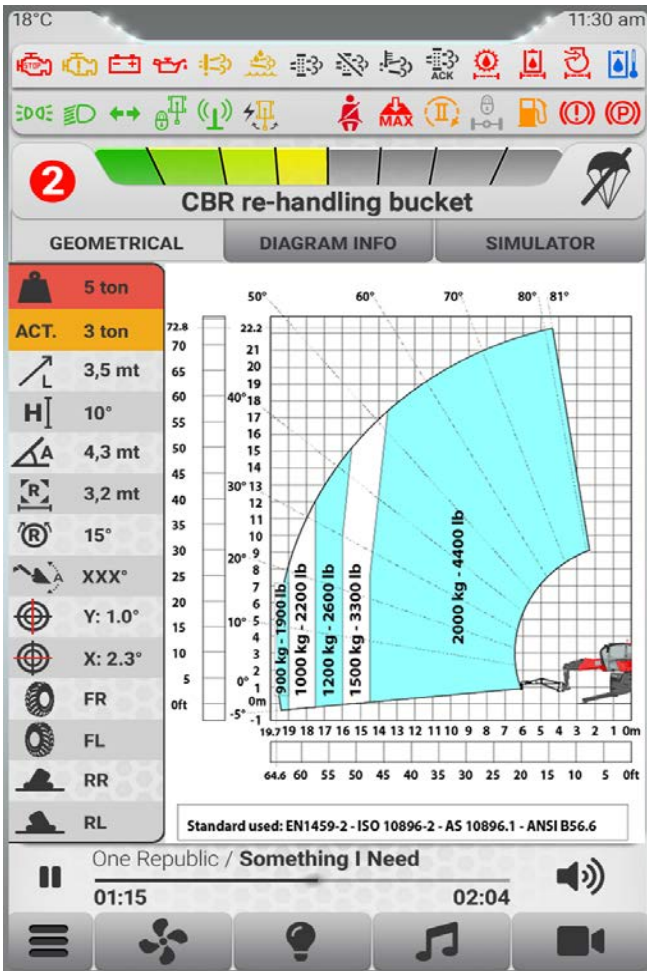 18°C 11:30 am
STOP
ACK
MAX
II
P
2
CBR re-handling bucket
GEOMETRICAL DIAGRAM INFO SIMULATOR
5 ton
ACT. 3 ton
L 3,5 mt
H 10°
A 4,3 mt
R 3,2 mt
R 15°
A XXX°
Y: 1.0°
X: 2.3°
FR
FL
RR
RL
50° 60° 70° 80° 81°
40°
30°
20°
10°
0°
-5°
72.8
70
65
60
55
50
45
40
35
30
25
20
15
10
5
0ft
22.2
21
20
19
18
17
16
15
14
13
12
11
10
9
8
7
6
5
4
3
2
1
0m
-1
900 kg - 1900 lb
1000 kg - 2200 lb
1200 kg - 2600 lb
1500 kg - 3300 lb
2000 kg - 4400 lb
19.7 19 18 17 16 15 14 13 12 11 10 9 8 7 6 5 4 3 2 1 0m
64.6 60 55 50 45 40 35 30 25 20 15 10 5 0ft
Standard used: EN1459-2 - ISO 10896-2 - AS 10896.1 - ANSI B56.6
One Republic / Something I Need
01:15 02:04